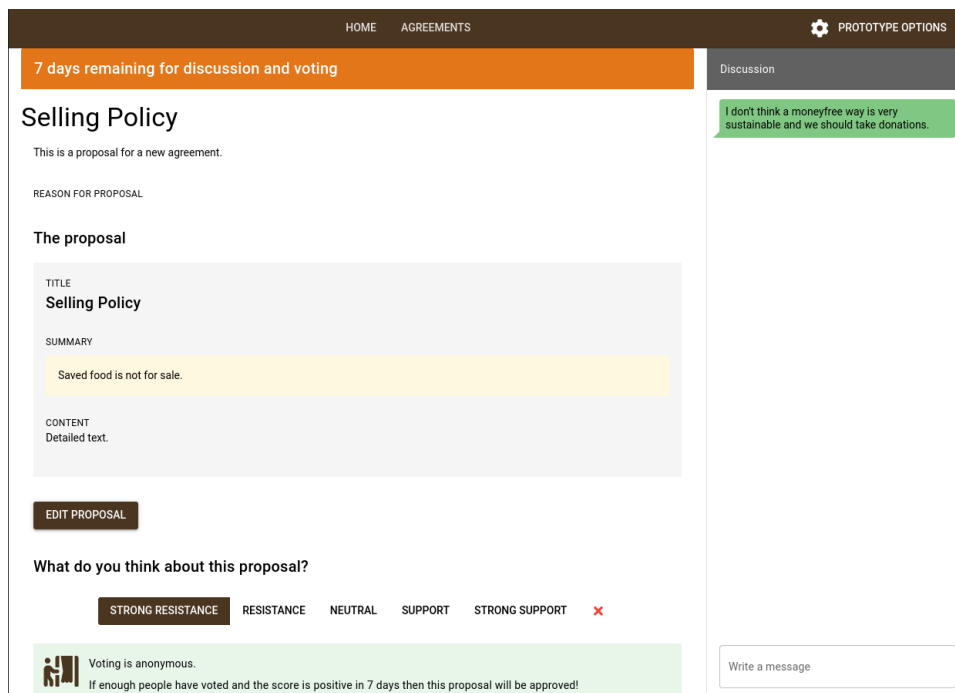 HOME AGREEMENTS PROTOTYPE OPTIONS
7 days remaining for discussion and voting
Selling Policy
This is a proposal for a new agreement.
REASON FOR PROPOSAL
The proposal
TITLE
Selling Policy
SUMMARY
Saved food is not for sale.
CONTENT
Detailed text.
EDIT PROPOSAL
What do you think about this proposal?
STRONG RESISTANCE RESISTANCE NEUTRAL SUPPORT STRONG SUPPORT
Voting is anonymous.
If enough people have voted and the score is positive in 7 days then this proposal will be approved!
Discussion
I don't think a moneyfree way is very
sustainable and we should take donations.
Write a message